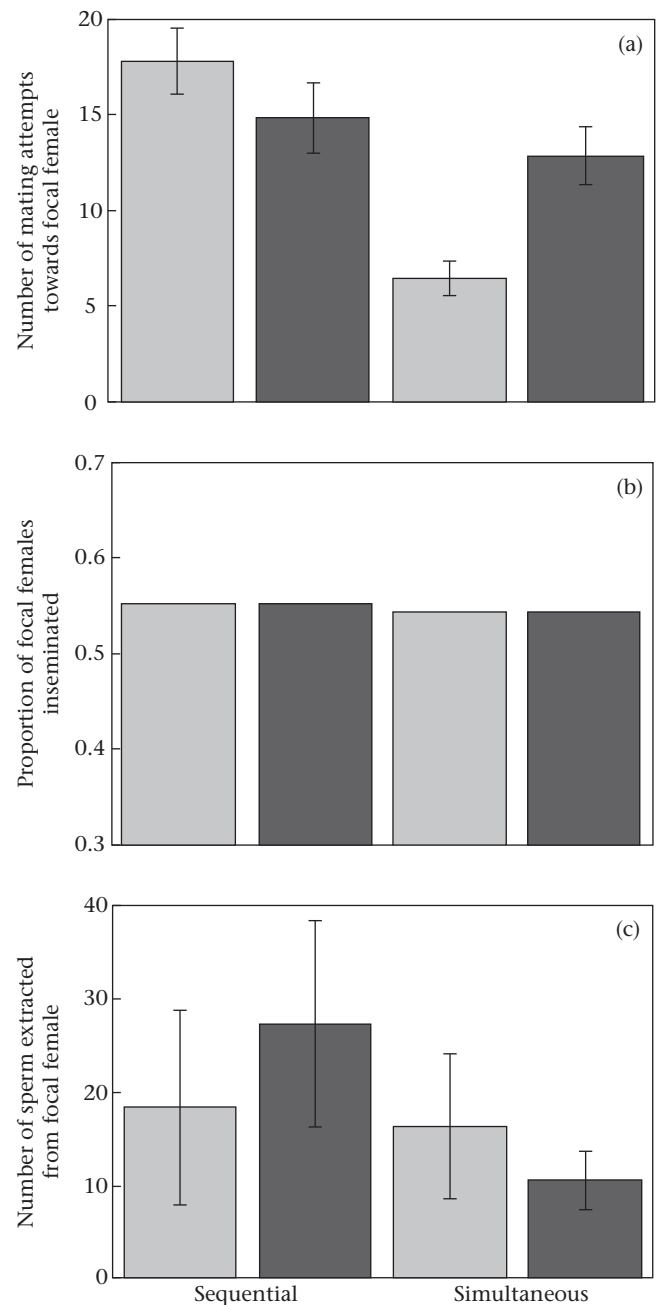 Number of mating attempts
towards focal female
20
15
10
5
0
(a)
Proportion of focal females
inseminated
0.7
0.6
0.5
0.4
0.3
(b)
Number of sperm extracted
from focal female
40
30
20
10
0
(c)
Sequential
Simultaneous